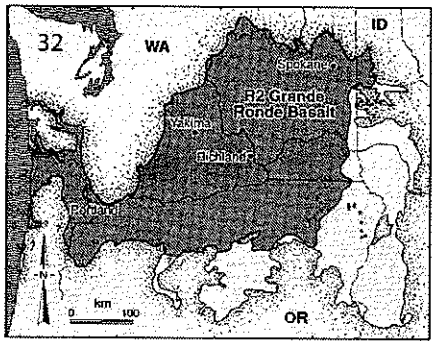 32
WA
ID
Spokane
R2 Grande
Ronde Basalt
Yakima
Richland
Portland
N
km
0 100
OR